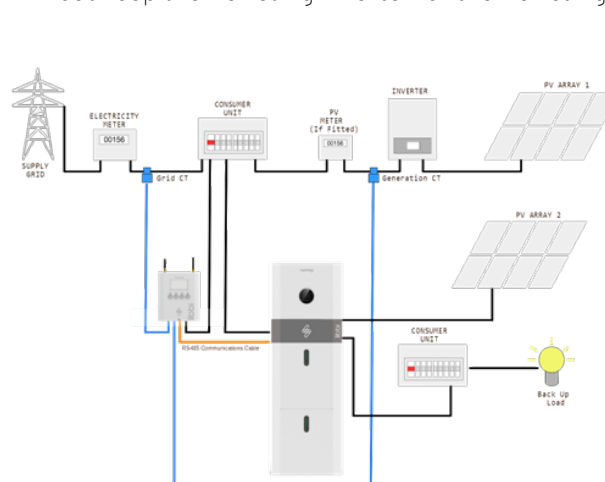 PV ARRAY 1
INVERTER
CONSUMER
UNIT
PV
METER
(If Fitted)
ELECTRICITY
METER
00156
00156
SUPPLY
GRID
Grid CT
Generation CT
PV ARRAY 2
CONSUMER
UNIT
RS485 Communications Cable
Back Up
Load